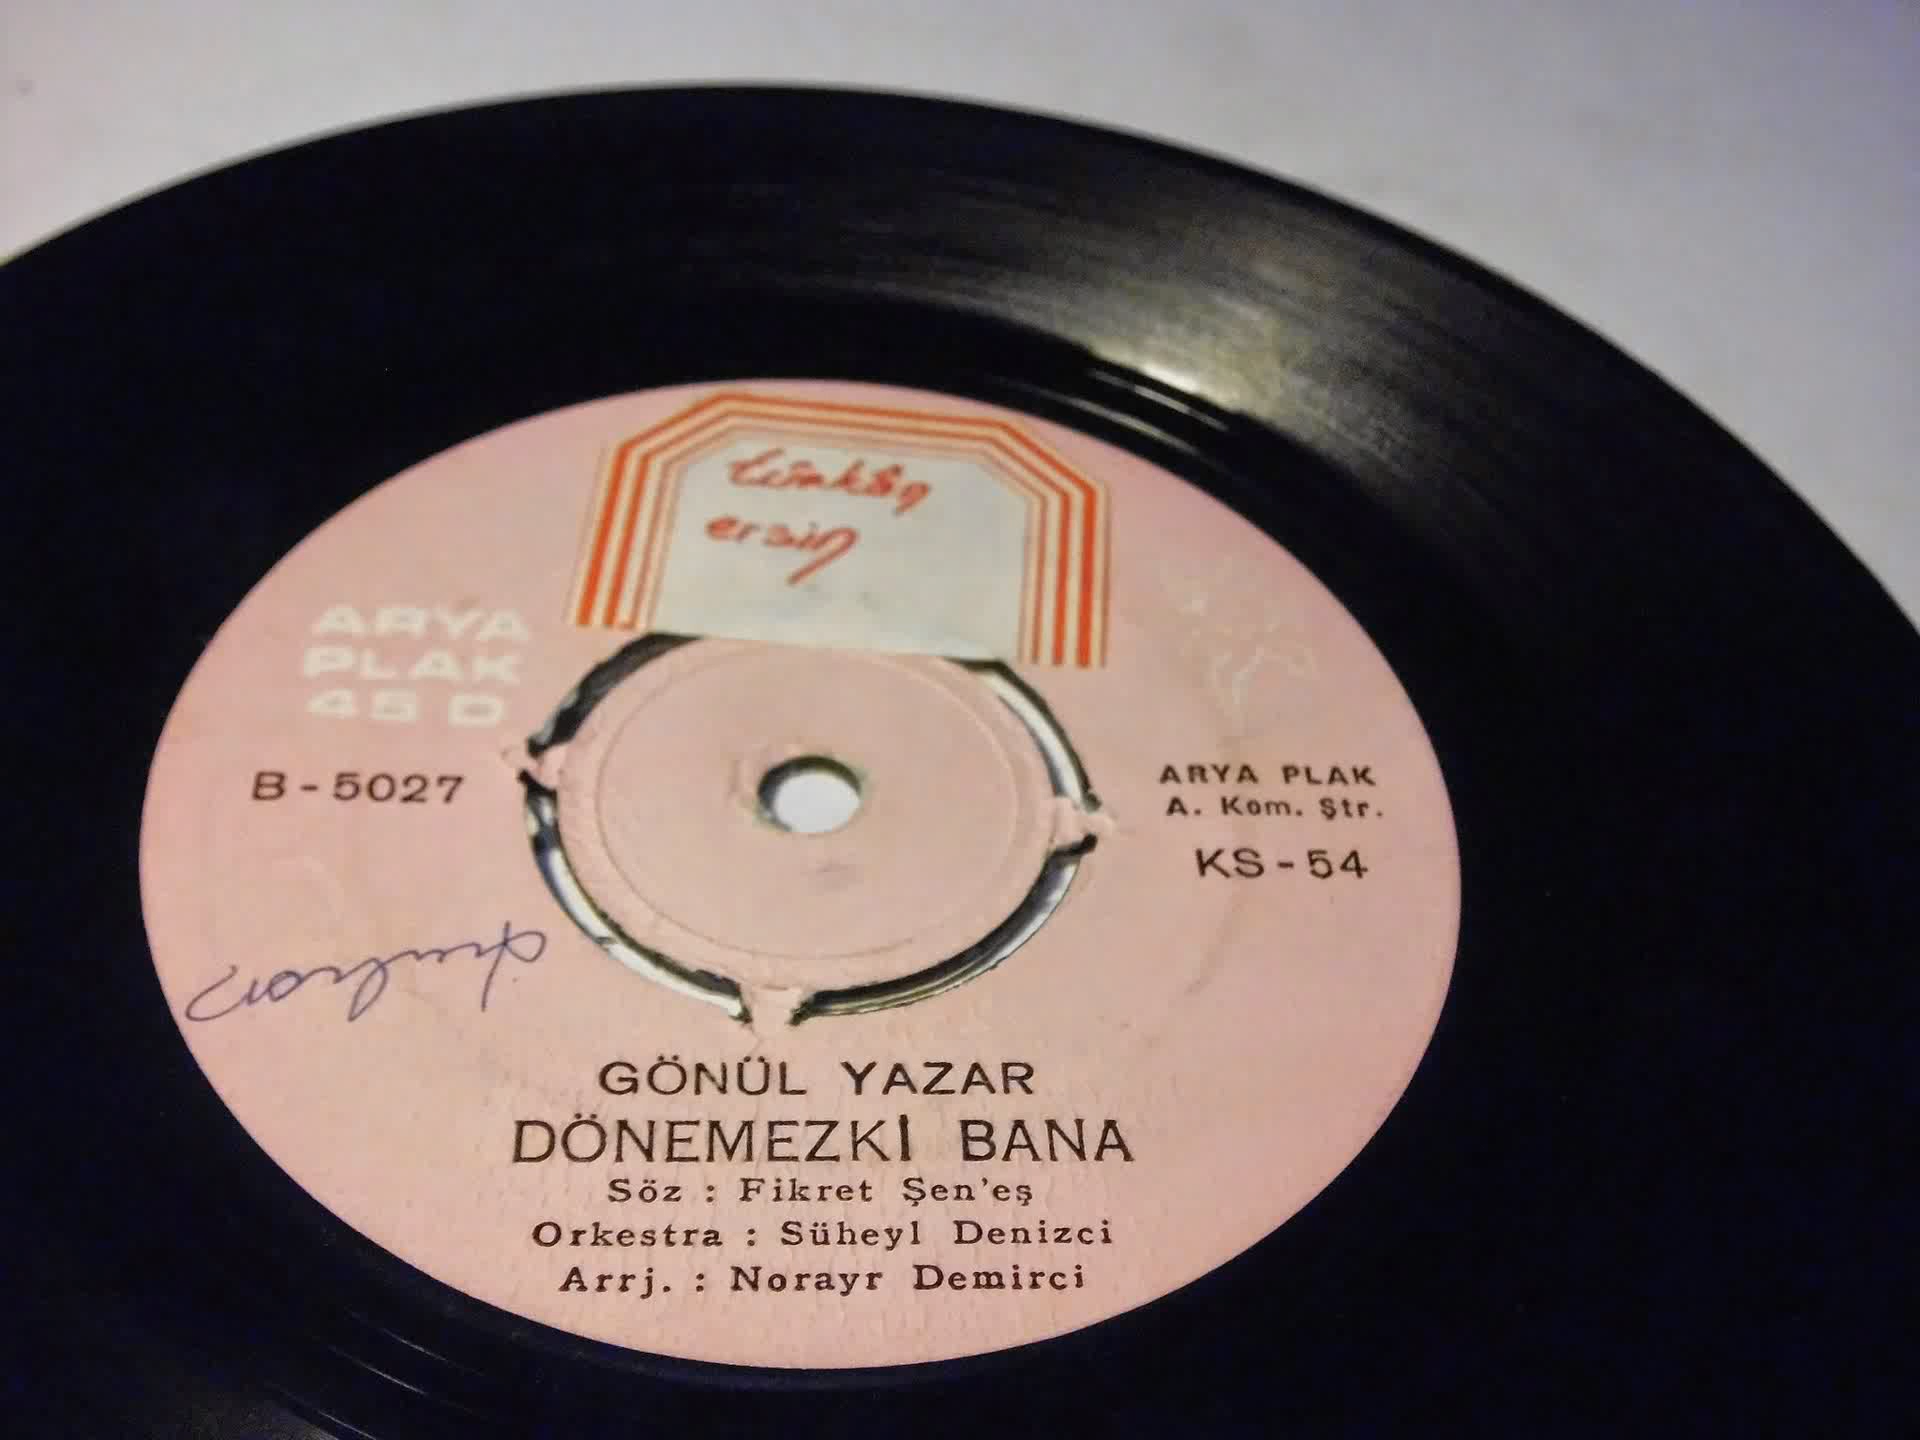 ersin
ARYA
PLAK
45 D
B - 5027
ARYA PLAK
A. Kom. Ştr.
KS - 54
GÖNÜL YAZAR
DÖNEMEZKİ BANA
Söz : Fikret Şen'eş
Orkestra : Süheyl Denizci
Arrj. : Norayr Demirci